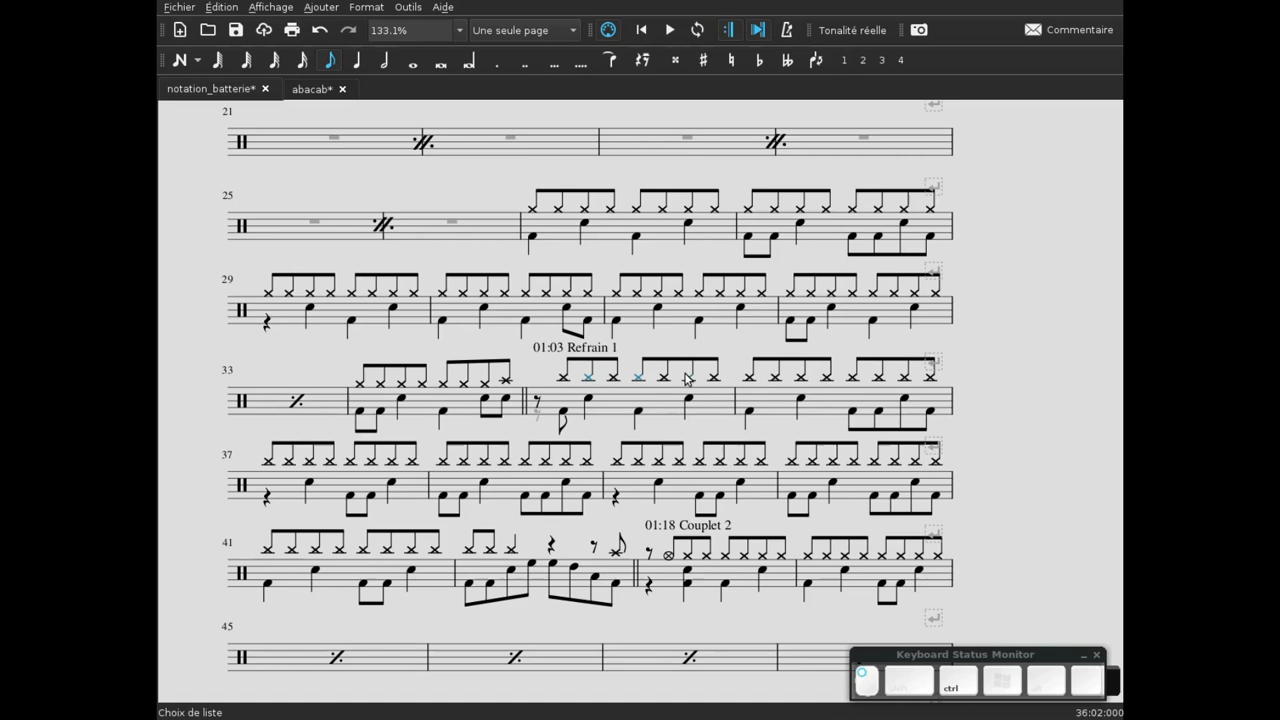 Fichier Édition Affichage Ajouter Format Outils Aide
133.1% Une seule page Tonalité réelle Commentaire
1 2 3 4
notation_batterie* abacab*
21
25
29
01:03 Refrain 1
33
37
01:18 Couplet 2
41
45
Keyboard Status Monitor
ctrl
Choix de liste 36:02:000